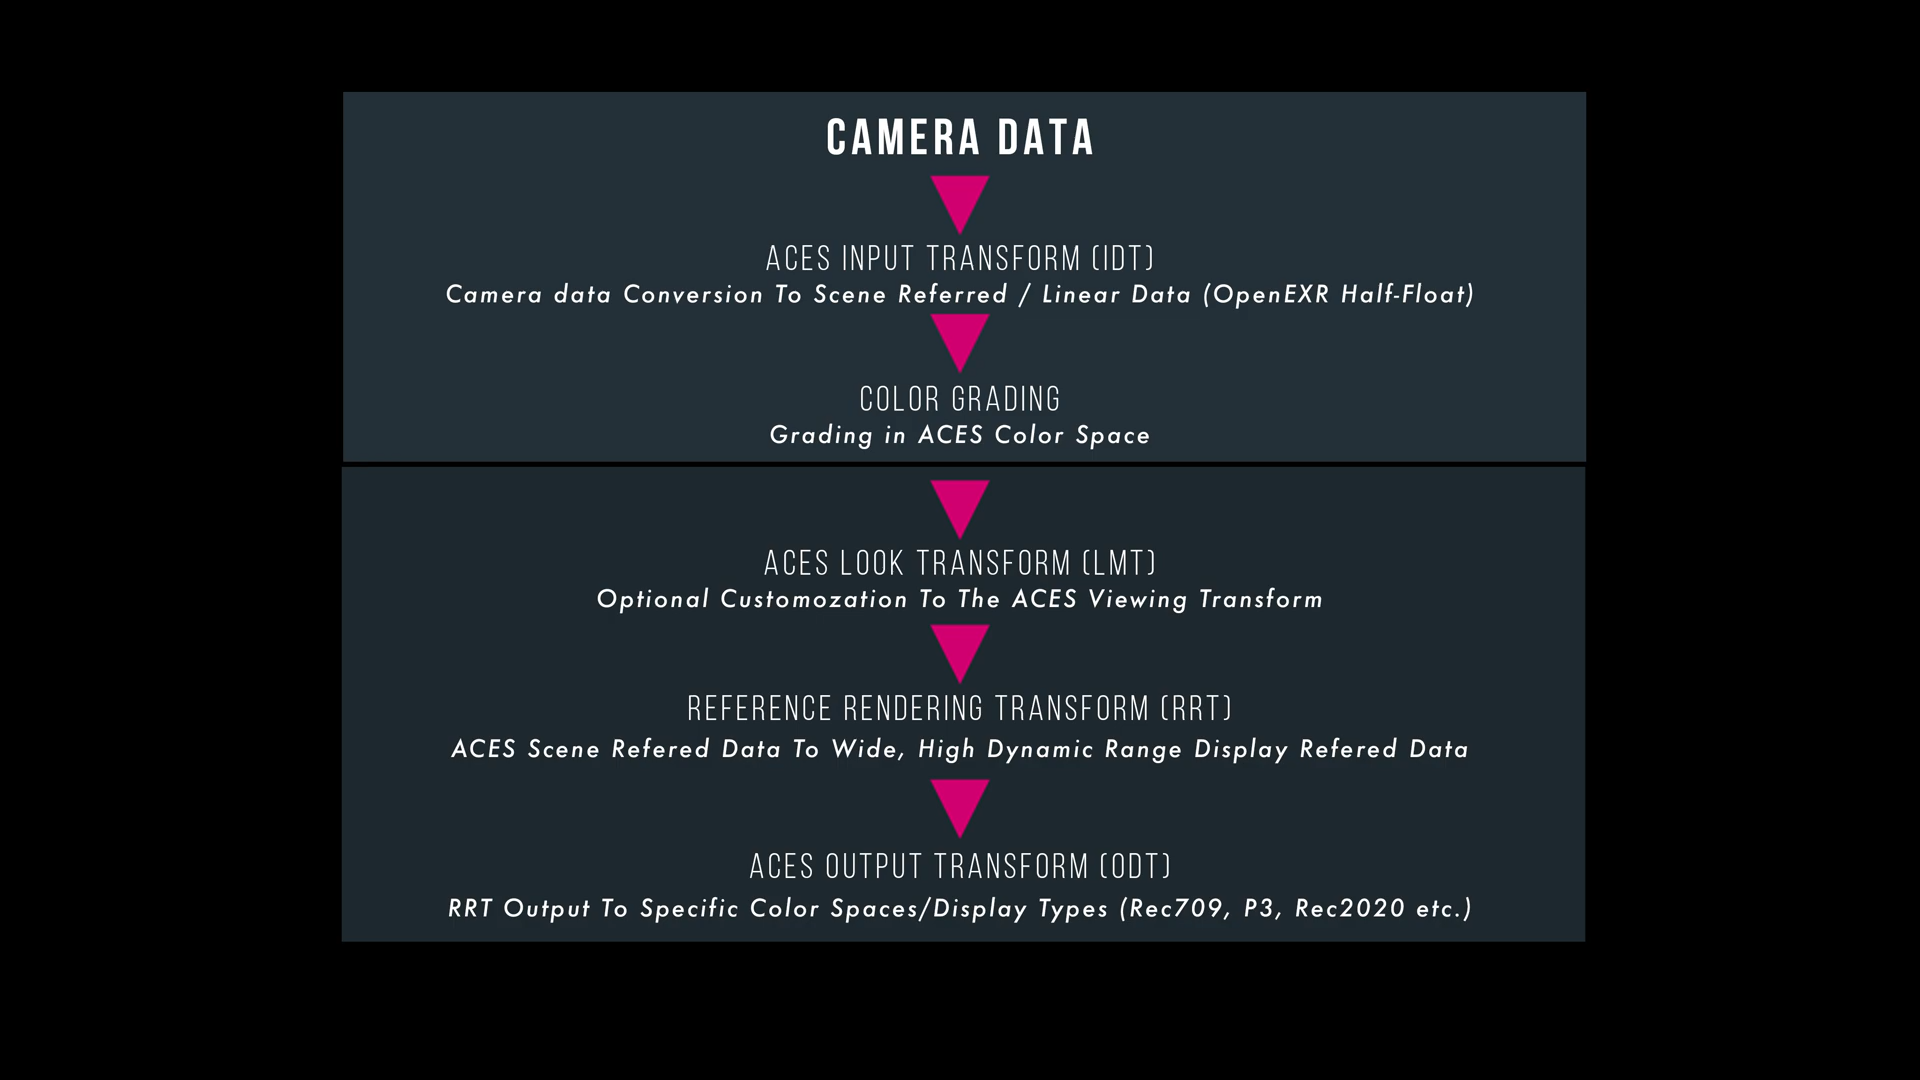 CAMERA DATA
ACES INPUT TRANSFORM (IDT)
Camera data Conversion To Scene Referred / Linear Data (OpenEXR Half-Float)
COLOR GRADING
Grading in ACES Color Space
ACES LOOK TRANSFORM (LMT)
Optional Customozation To The ACES Viewing Transform
REFERENCE RENDERING TRANSFORM (RRT)
ACES Scene Refered Data To Wide, High Dynamic Range Display Refered Data
ACES OUTPUT TRANSFORM (ODT)
RRT Output To Specific Color Spaces/Display Types (Rec709, P3, Rec2020 etc.)